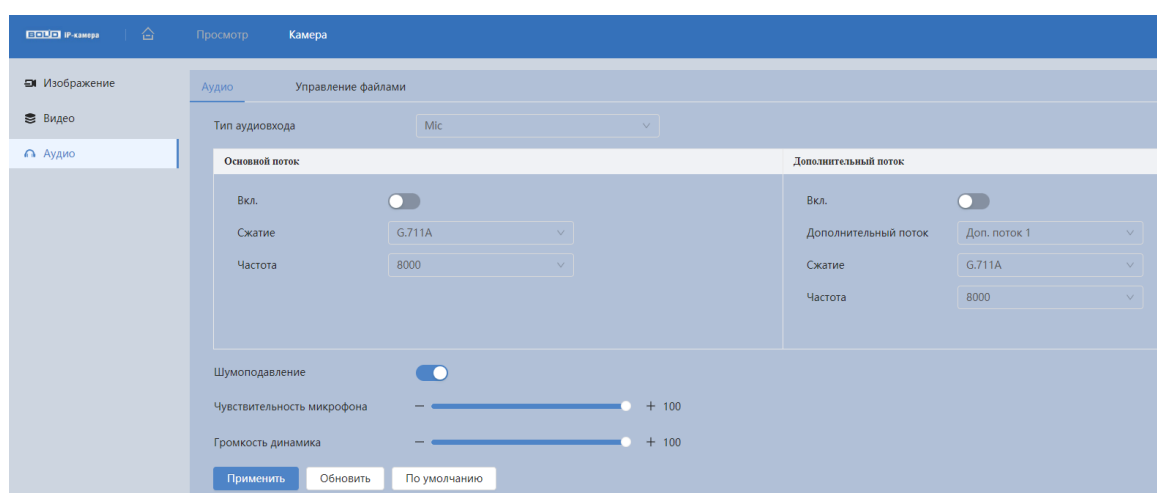 BOLID IP-камера Просмотр Камера
Изображение
Видео
Аудио
Аудио Управление файлами
Тип аудиовхода Mic
Основной поток Дополнительный поток
Вкл. Вкл.
Сжатие G.711A Дополнительный поток Доп. поток 1
Частота 8000 Сжатие G.711A
Частота 8000
Шумоподавление
Чувствительность микрофона − + 100
Громкость динамика − + 100
Применить Обновить По умолчанию